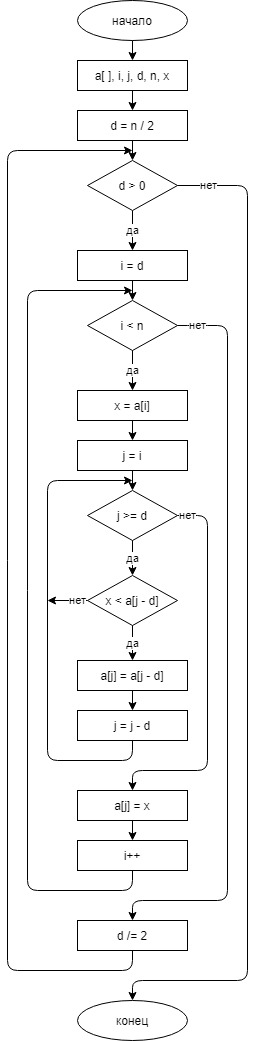 начало
a[ ], i, j, d, n, x
d = n / 2
d > 0
нет
да
i = d
i < n
нет
да
x = a[i]
j = i
j >= d
нет
да
x < a[j - d]
нет
да
a[j] = a[j - d]
j = j - d
a[j] = x
i++
d /= 2
конец